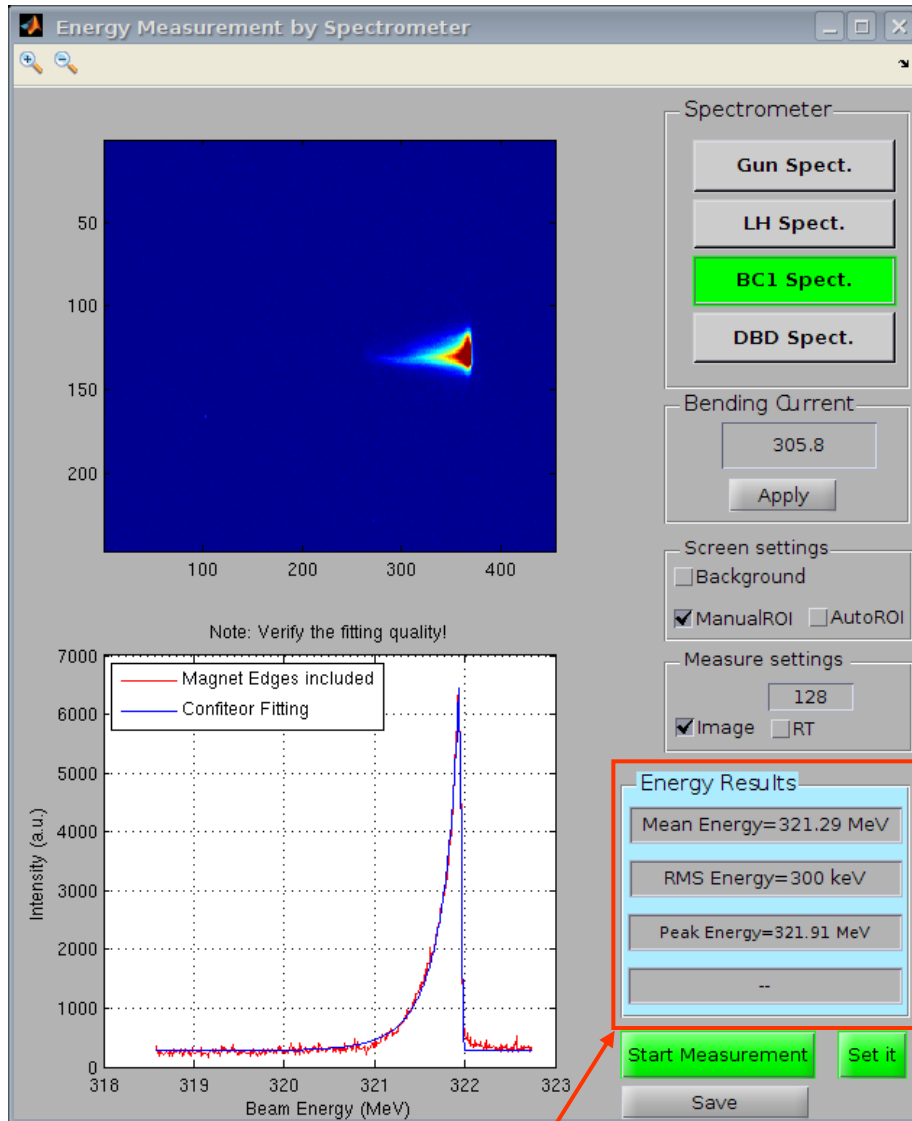 Energy Measurement by Spectrometer
50
100
150
200
100 200 300 400
Spectrometer
Gun Spect.
LH Spect.
BC1 Spect.
DBD Spect.
Bending Current
305.8
Apply
Screen settings
Background
ManualROI AutoROI
Measure settings
128
Image RT
Note: Verify the fitting quality!
7000
6000
5000
4000
3000
2000
1000
0
Intensity (a.u.)
Magnet Edges included
Confiteor Fitting
318 319 320 321 322 323
Beam Energy (MeV)
Energy Results
Mean Energy=321.29 MeV
RMS Energy=300 keV
Peak Energy=321.91 MeV
--
Start Measurement Set it
Save